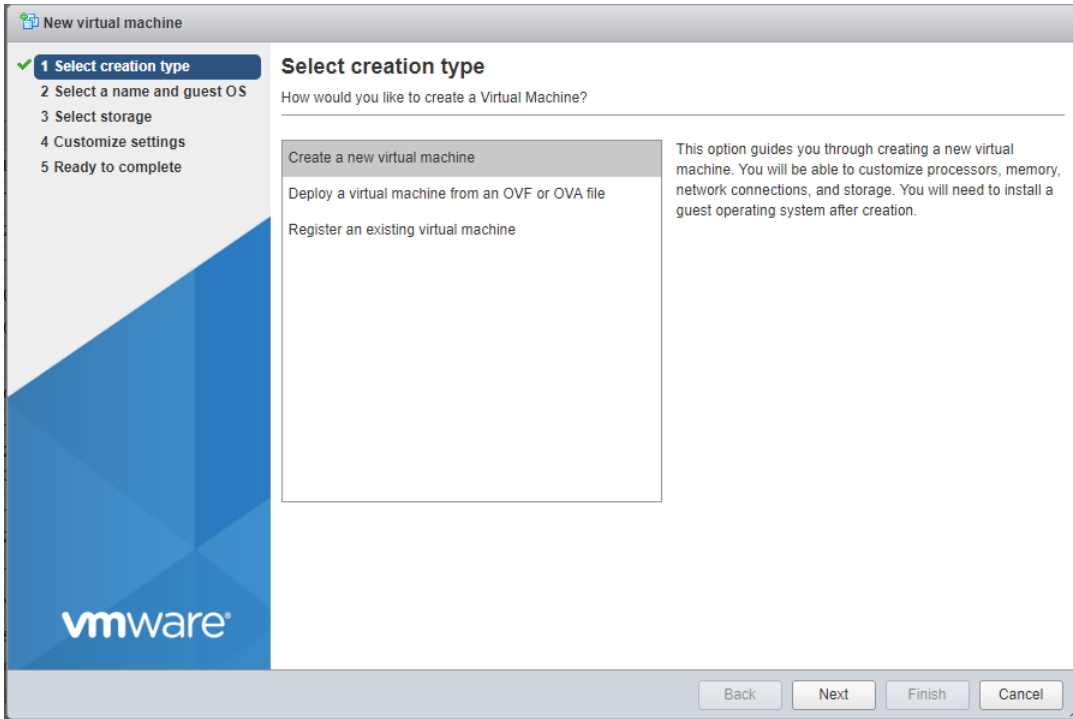 New virtual machine
1 Select creation type
2 Select a name and guest OS
3 Select storage
4 Customize settings
5 Ready to complete
vmware®
Select creation type
How would you like to create a Virtual Machine?
Create a new virtual machine
Deploy a virtual machine from an OVF or OVA file
Register an existing virtual machine
This option guides you through creating a new virtual
machine. You will be able to customize processors, memory,
network connections, and storage. You will need to install a
guest operating system after creation.
Back
Next
Finish
Cancel